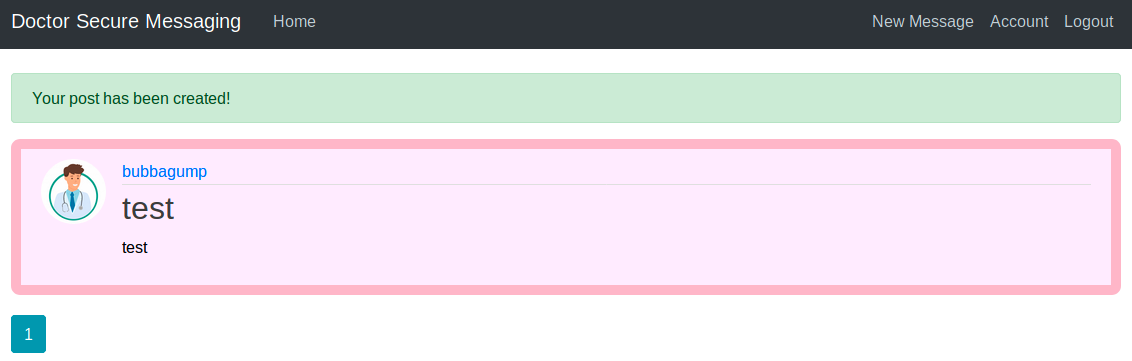 Doctor Secure Messaging Home New Message Account Logout
Your post has been created!
bubbagump
test
test
1